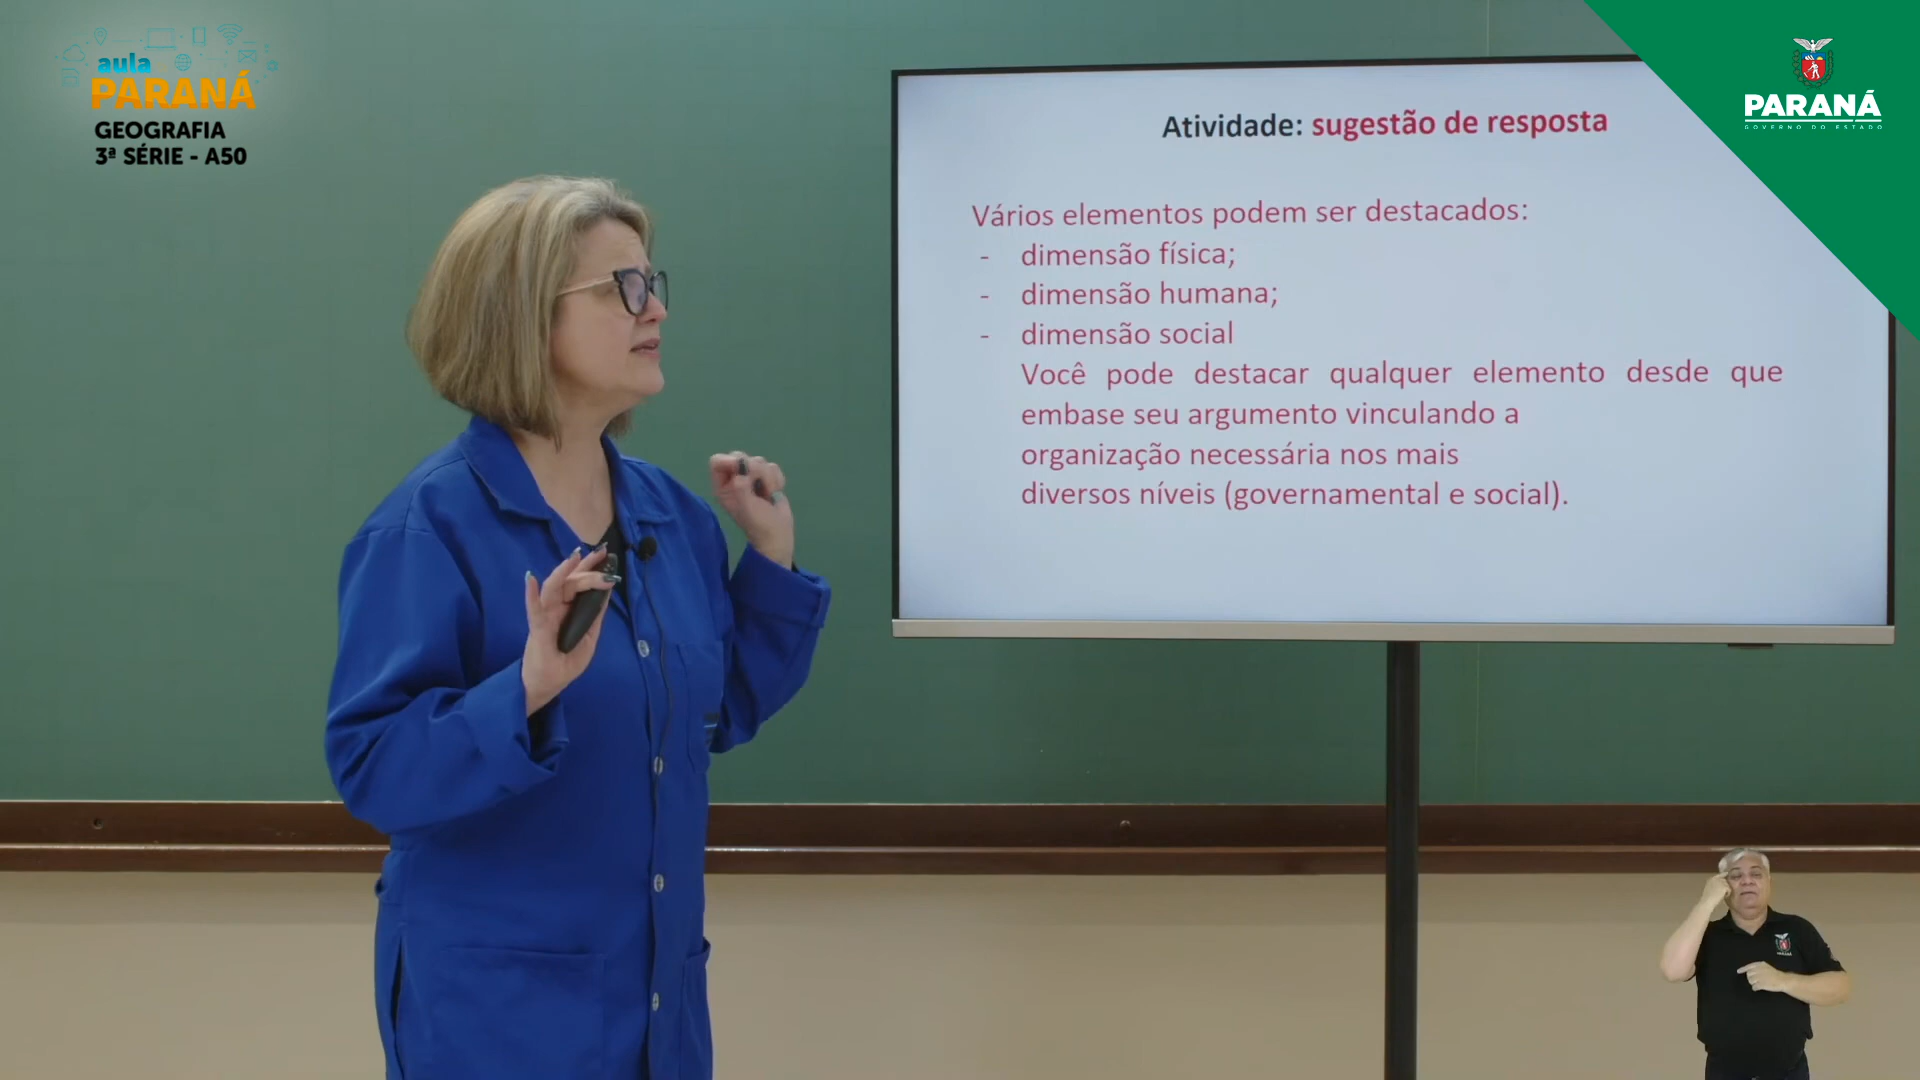 aula
PARANÁ
GEOGRAFIA
3ª SÉRIE - A50
PARANÁ
GOVERNO DO ESTADO
Atividade: sugestão de resposta
Vários elementos podem ser destacados:
- dimensão física;
- dimensão humana;
- dimensão social
Você pode destacar qualquer elemento desde que
embase seu argumento vinculando a
organização necessária nos mais
diversos níveis (governamental e social).